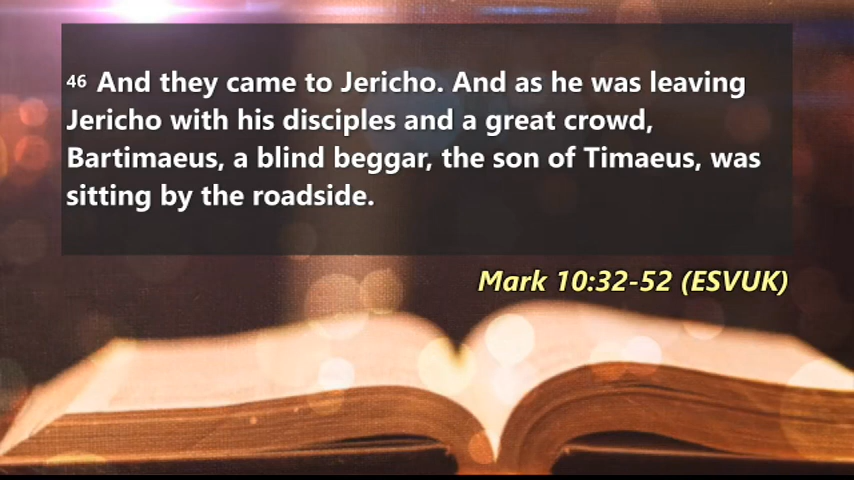 46 And they came to Jericho. And as he was leaving
Jericho with his disciples and a great crowd,
Bartimaeus, a blind beggar, the son of Timaeus, was
sitting by the roadside.
Mark 10:32-52 (ESVUK)